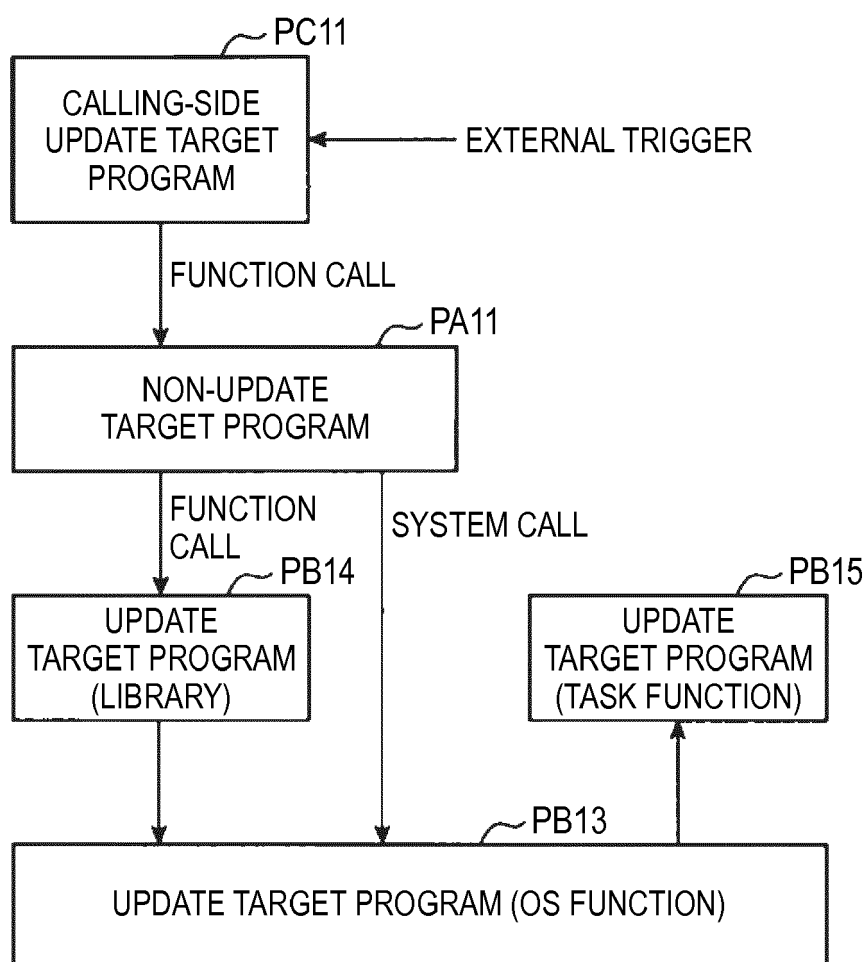 PC11
CALLING-SIDE
UPDATE TARGET
PROGRAM
EXTERNAL TRIGGER
FUNCTION CALL
PA11
NON-UPDATE
TARGET PROGRAM
FUNCTION
CALL
SYSTEM CALL
PB14
UPDATE
TARGET PROGRAM
(LIBRARY)
PB15
UPDATE
TARGET PROGRAM
(TASK FUNCTION)
PB13
UPDATE TARGET PROGRAM (OS FUNCTION)